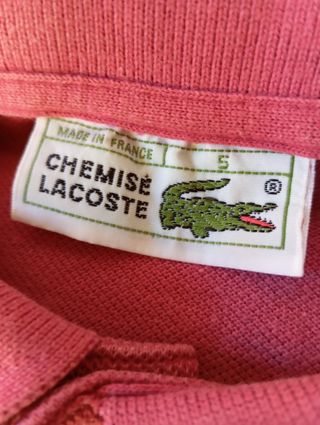 MADE IN FRANCE 5
CHEMISE ®
LACOSTE